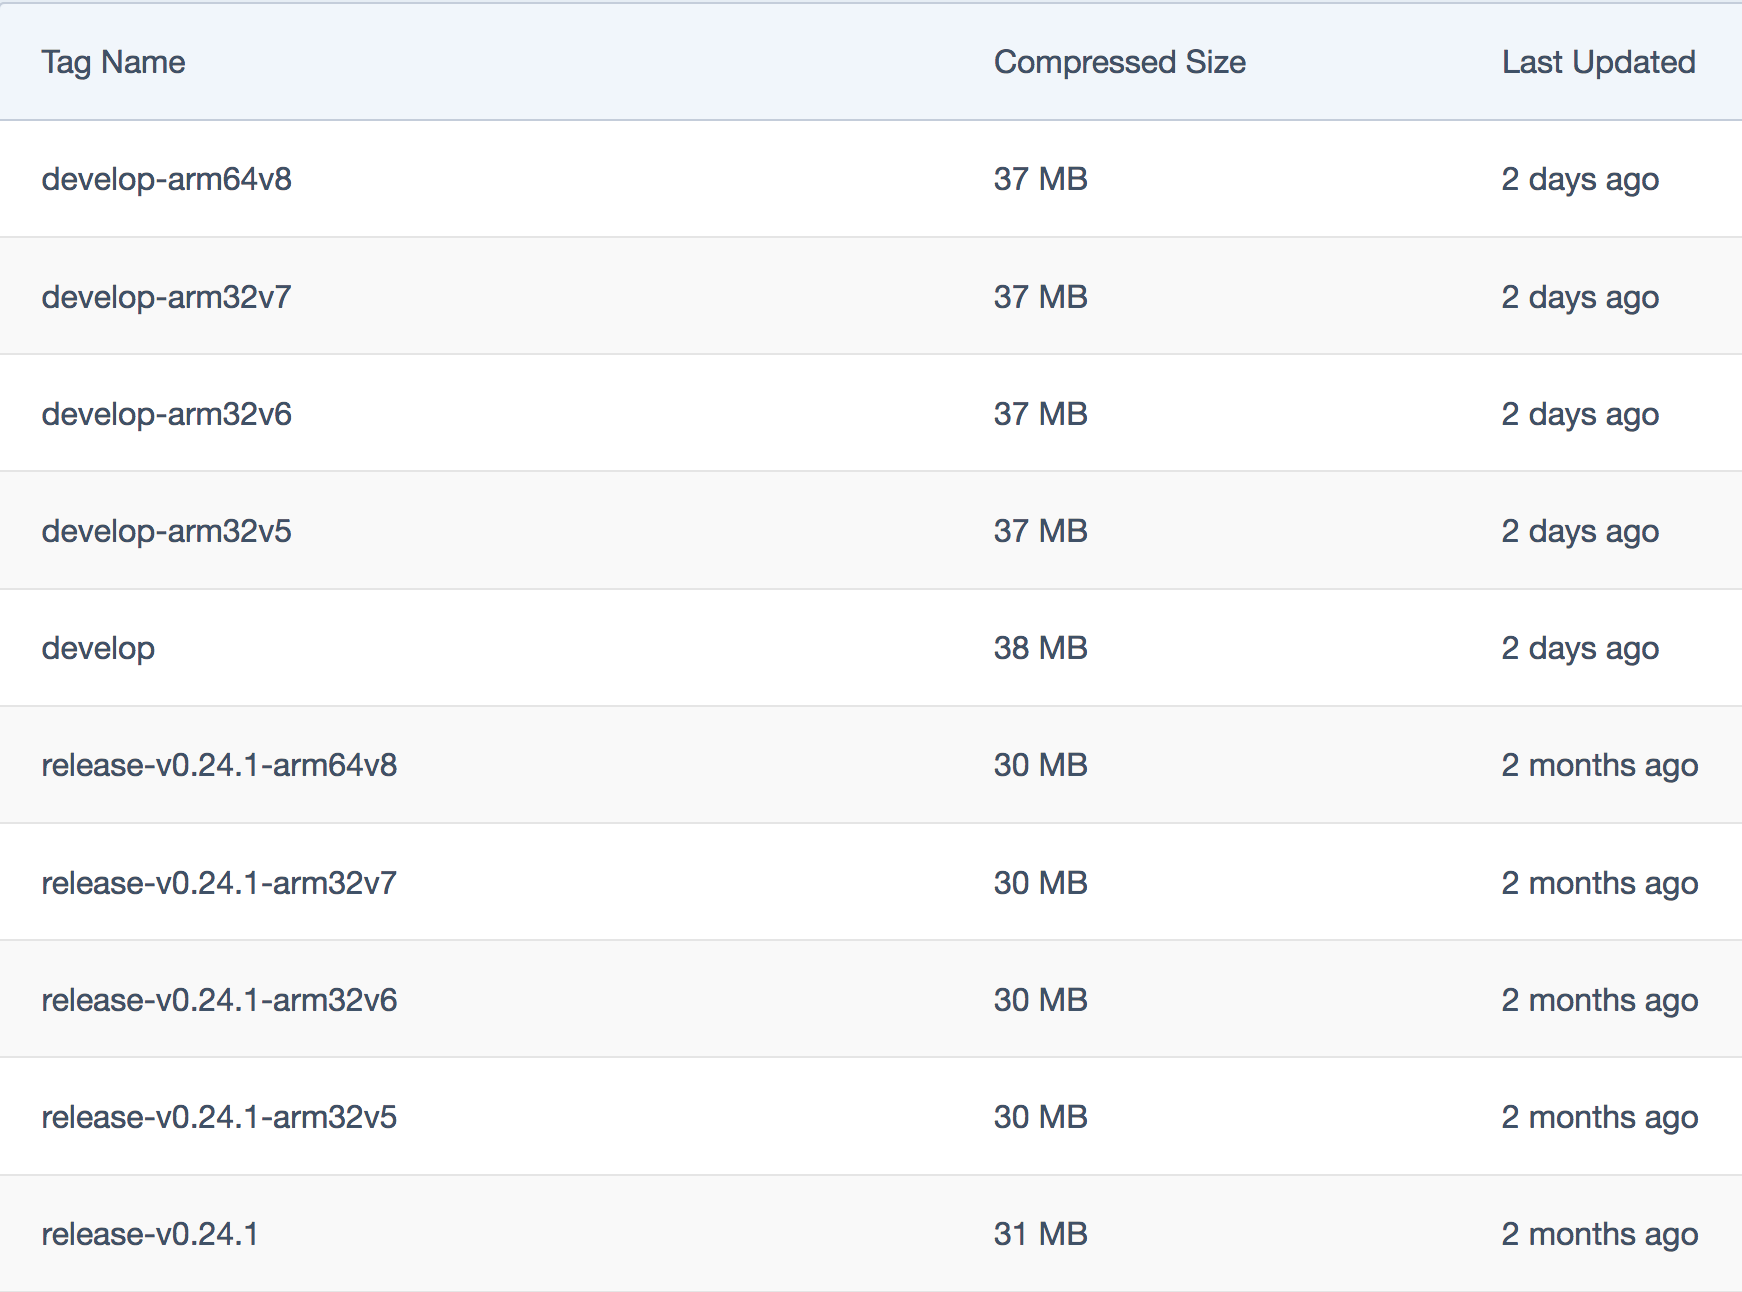 Tag Name Compressed Size Last Updated
develop-arm64v8 37 MB 2 days ago
develop-arm32v7 37 MB 2 days ago
develop-arm32v6 37 MB 2 days ago
develop-arm32v5 37 MB 2 days ago
develop 38 MB 2 days ago
release-v0.24.1-arm64v8 30 MB 2 months ago
release-v0.24.1-arm32v7 30 MB 2 months ago
release-v0.24.1-arm32v6 30 MB 2 months ago
release-v0.24.1-arm32v5 30 MB 2 months ago
release-v0.24.1 31 MB 2 months ago